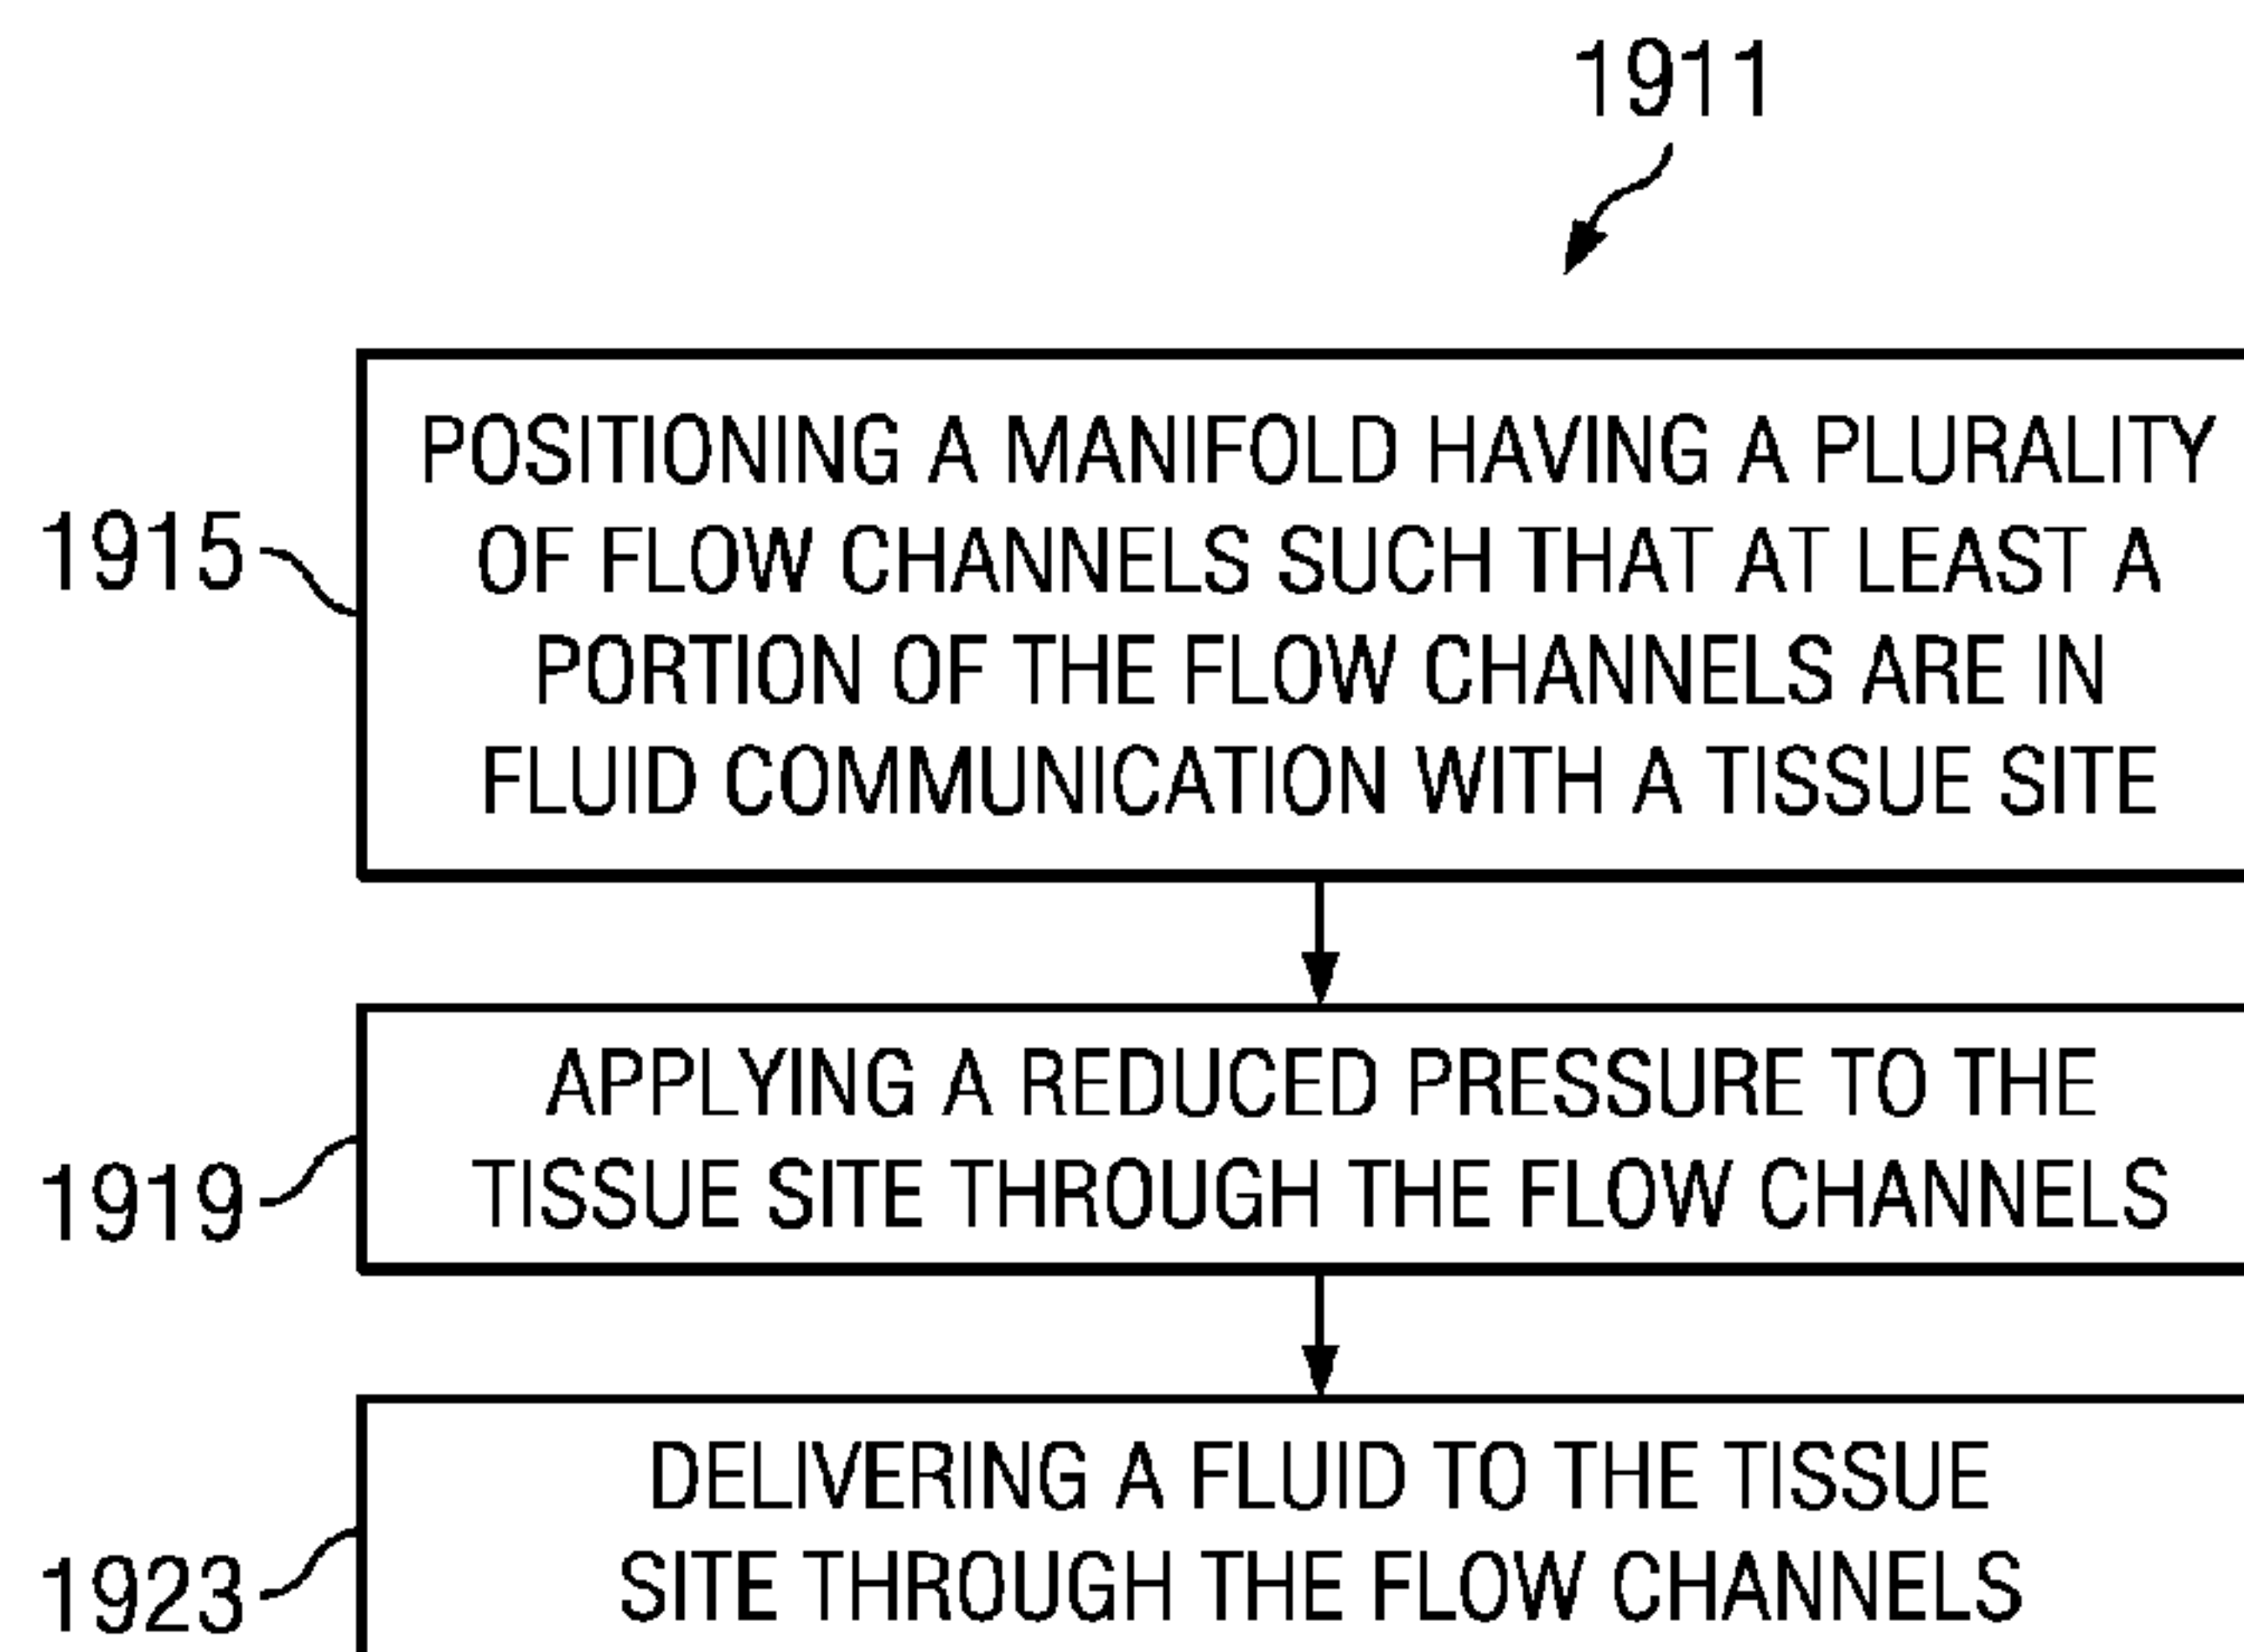 1911
POSITIONING A MANIFOLD HAVING A PLURALITY
OF FLOW CHANNELS SUCH THAT AT LEAST A
PORTION OF THE FLOW CHANNELS ARE IN
FLUID COMMUNICATION WITH A TISSUE SITE
1915
APPLYING A REDUCED PRESSURE TO THE
TISSUE SITE THROUGH THE FLOW CHANNELS
1919
DELIVERING A FLUID TO THE TISSUE
SITE THROUGH THE FLOW CHANNELS
1923